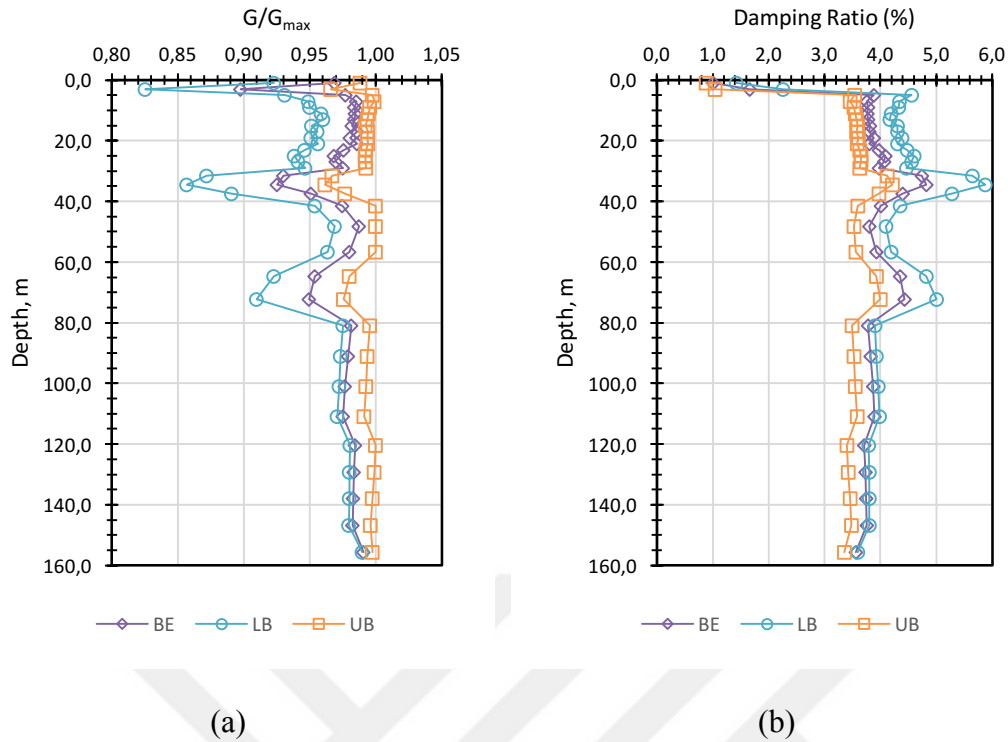 G/Gmax
0,80 0,85 0,90 0,95 1,00 1,05
0,0
20,0
40,0
60,0
80,0
100,0
120,0
140,0
160,0
Depth, m
BE LB UB
(a)
Damping Ratio (%)
0,0 1,0 2,0 3,0 4,0 5,0 6,0
0,0
20,0
40,0
60,0
80,0
100,0
120,0
140,0
160,0
Depth, m
BE LB UB
(b)